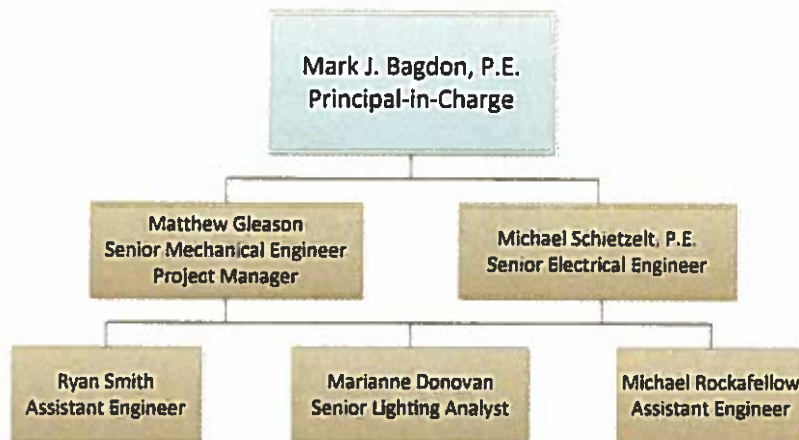 Mark J. Bagdon, P.E.
Principal-in-Charge
Matthew Gleason
Senior Mechanical Engineer
Project Manager
Michael Schietzelt, P.E.
Senior Electrical Engineer
Ryan Smith
Assistant Engineer
Marianne Donovan
Senior Lighting Analyst
Michael Rockafellow
Assistant Engineer